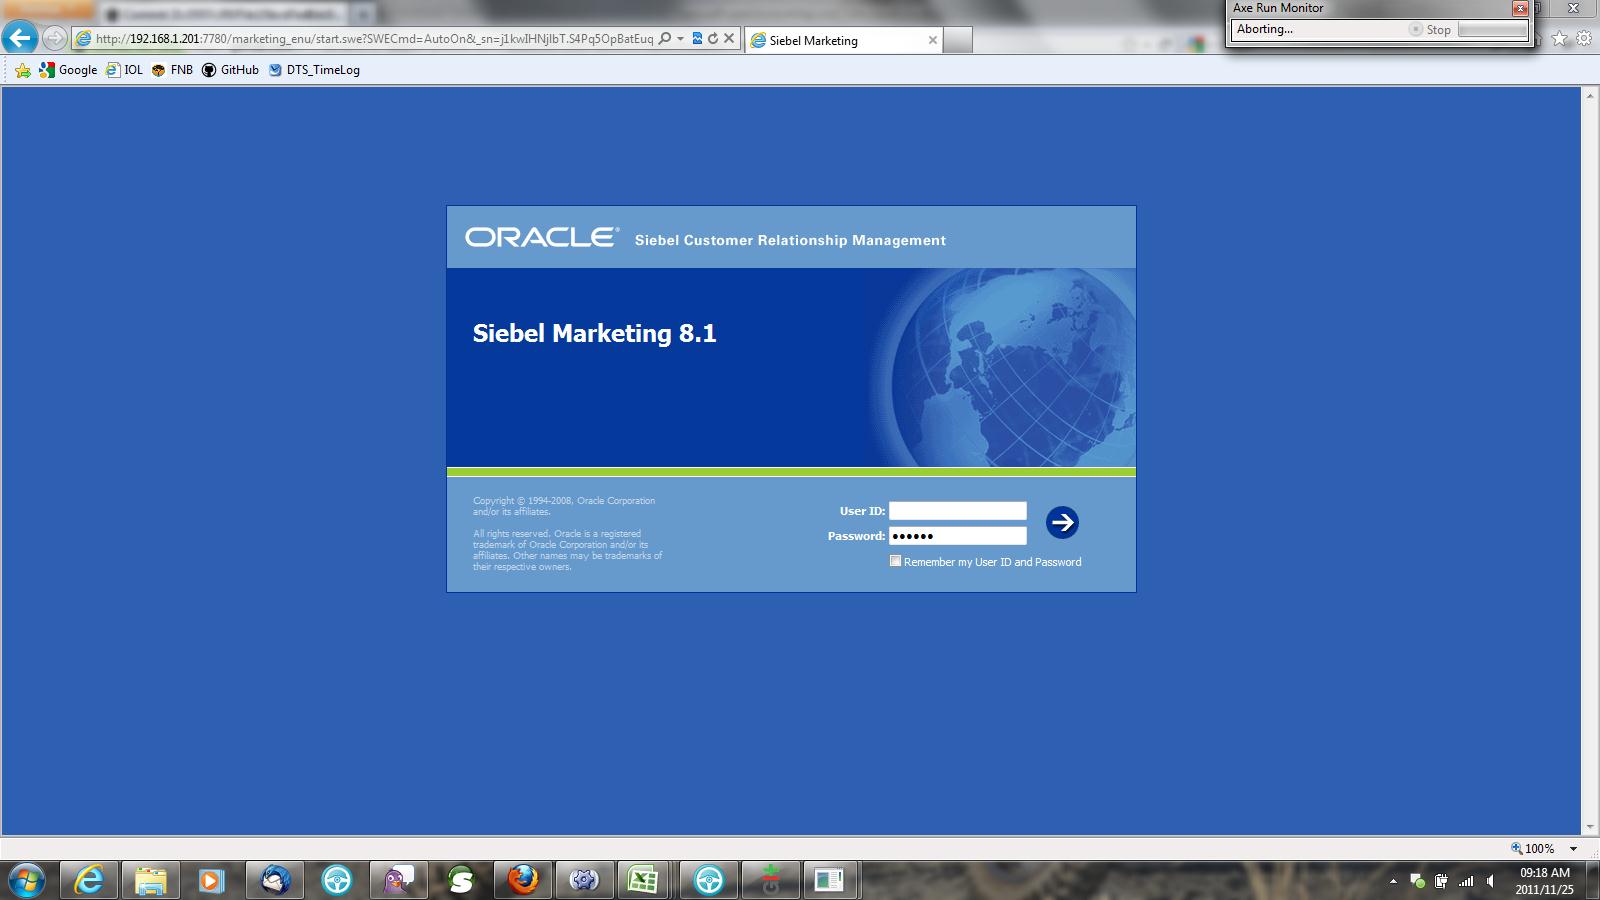 Axe Run Monitor
Aborting...
Stop
http://192.168.1.201:7780/marketing_enu/start.swe?SWECmd=AutoOn&_sn=j1kwIHNjlbT.S4Pq5OpBatEuq
Siebel Marketing
Google
IOL
FNB
GitHub
DTS_TimeLog
ORACLE® Siebel Customer Relationship Management
Siebel Marketing 8.1
Copyright © 1994-2008, Oracle Corporation
and/or its affiliates.
All rights reserved. Oracle is a registered
trademark of Oracle Corporation and/or its
affiliates. Other names may be trademarks of
their respective owners.
User ID:
Password:
Remember my User ID and Password
100%
09:18 AM
2011/11/25